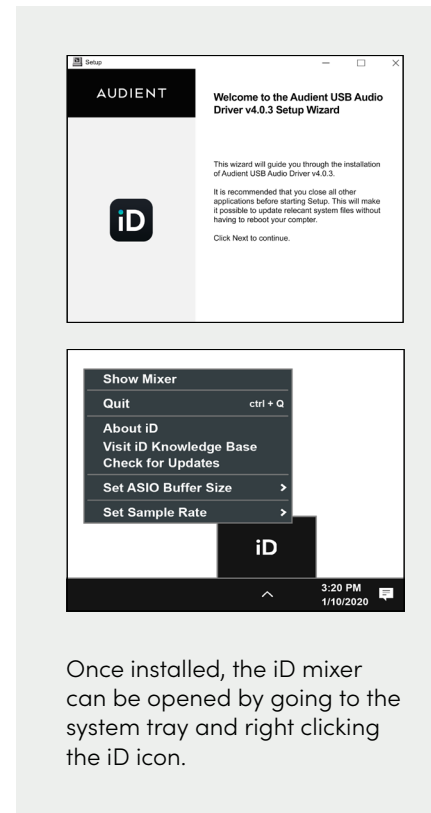 Setup
AUDIENT
Welcome to the Audient USB Audio
Driver v4.0.3 Setup Wizard
This wizard will guide you through the installation
of Audient USB Audio Driver v4.0.3.
It is recommended that you close all other
applications before starting Setup. This will make
it possible to update relecant system files without
having to reboot your compter.
Click Next to continue.
iD
Show Mixer
Quit ctrl + Q
About iD
Visit iD Knowledge Base
Check for Updates
Set ASIO Buffer Size >
Set Sample Rate >
iD
3:20 PM
1/10/2020
Once installed, the iD mixer
can be opened by going to the
system tray and right clicking
the iD icon.